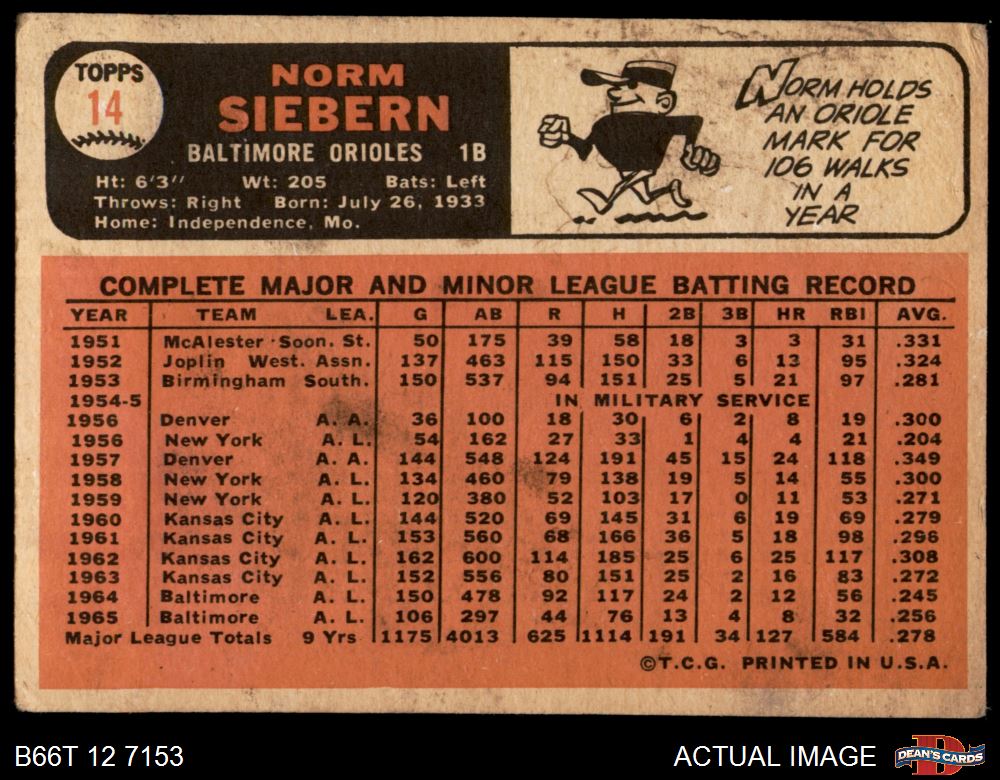 TOPPS
14
NORM
SIEBERN
BALTIMORE ORIOLES 1B
Ht: 6'3" Wt: 205 Bats: Left
Throws: Right Born: July 26, 1933
Home: Independence, Mo.
NORM HOLDS
AN ORIOLE
MARK FOR
106 WALKS
IN A
YEAR
COMPLETE MAJOR AND MINOR LEAGUE BATTING RECORD
YEAR TEAM LEA. G AB R H 2B 3B HR RBI AVG.
1951 McAlester Soon. St. 50 175 39 58 18 3 3 31 .331
1952 Joplin West. Assn. 137 463 115 150 33 6 13 95 .324
1953 Birmingham South. 150 537 94 151 25 5 21 97 .281
1954-5 IN MILITARY SERVICE
1956 Denver A. A. 36 100 18 30 6 2 8 19 .300
1956 New York A. L. 54 162 27 33 1 4 4 21 .204
1957 Denver A. A. 144 548 124 191 45 15 24 118 .349
1958 New York A. L. 134 460 79 138 19 5 14 55 .300
1959 New York A. L. 120 380 52 103 17 0 11 53 .271
1960 Kansas City A. L. 144 520 69 145 31 6 19 69 .279
1961 Kansas City A. L. 153 560 68 166 36 5 18 98 .296
1962 Kansas City A. L. 162 600 114 185 25 6 25 117 .308
1963 Kansas City A. L. 152 556 80 151 25 2 16 83 .272
1964 Baltimore A. L. 150 478 92 117 24 2 12 56 .245
1965 Baltimore A. L. 106 297 44 76 13 4 8 32 .256
Major League Totals 9 Yrs 1175 4013 625 1114 191 34 127 584 .278
©T.C.G. PRINTED IN U.S.A.
B66T 12 7153
ACTUAL IMAGE
DEAN'S CARDS